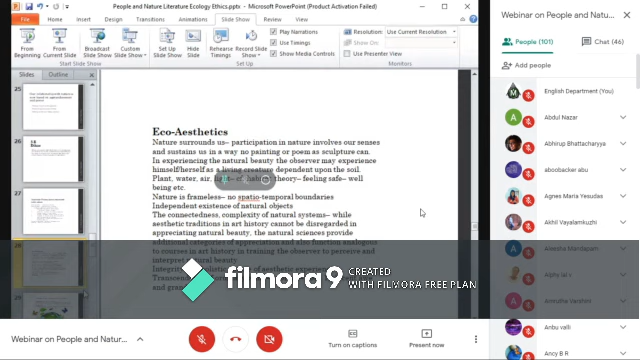 People and Nature Literature Ecology Ethics.pptx - Microsoft PowerPoint (Product Activation Failed)
File Home Insert Design Transitions Animations Slide Show Review View
From Beginning
From Current Slide
Broadcast Slide Show
Custom Slide Show
Set Up Slide Show
Hide Slide
Rehearse Timings
Record Slide Show
Play Narrations
Use Timings
Show Media Controls
Resolution: Use Current Resolution
Show On:
Use Presenter View
Start Slide Show Set Up Monitors
Slides Outline
25
26
27
Eco-Aesthetics
Nature surrounds us– participation in nature involves our senses
and sustains us in a way no painting or poem as sculpture can.
In experiencing the natural beauty the observer may experience
himself/herself as a living creature dependent upon the soil.
Plant, water, air, light– cf. habitat theory– feeling safe– well
being etc.
Nature is frameless– no spatio-temporal boundaries
Independent existence of natural objects
The connectedness, complexity of natural systems– while
aesthetic traditions in art history cannot be disregarded in
appreciating natural beauty, the natural sciences provide
additional categories of appreciation and also function analogous
to courses in art history in training the observer to perceive and
interpret natural beauty
filmora9
CREATED
WITH FILMORA FREE PLAN
Webinar on People and Natur...
Turn on captions
Present now
Webinar on People and Natu...
People (101)
Chat (46)
Add people
English Department (You)
Abdul Nazar
Abhirup Bhattacharyya
aboobacker abu
Agnes Maria Yesudas
Akhil Vayalamkuzhi
Aleesha Mandapam
Anbu valli
Ancy B R